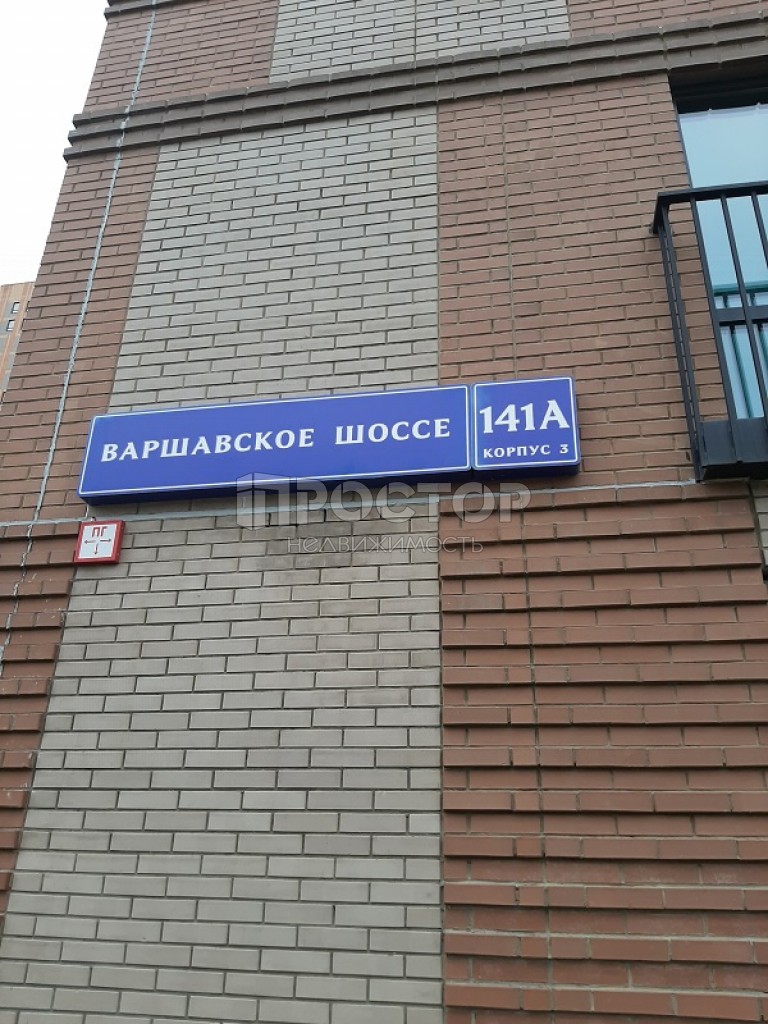 ВАРШАВСКОЕ ШОССЕ
141А
КОРПУС 3
ПРОСТОР
недвижимость
ПГ